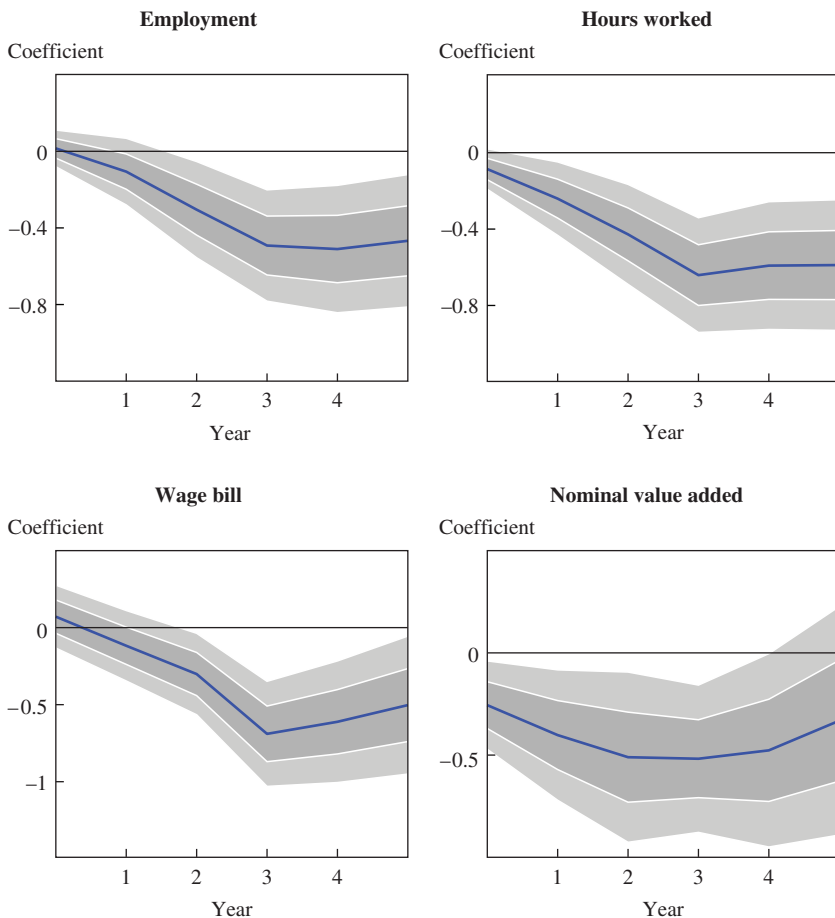 Employment
Coefficient
0
−0.4
−0.8
1 2 3 4
Year
Hours worked
Coefficient
0
−0.4
−0.8
1 2 3 4
Year
Wage bill
Coefficient
0
−0.5
−1
1 2 3 4
Year
Nominal value added
Coefficient
0
−0.5
1 2 3 4
Year